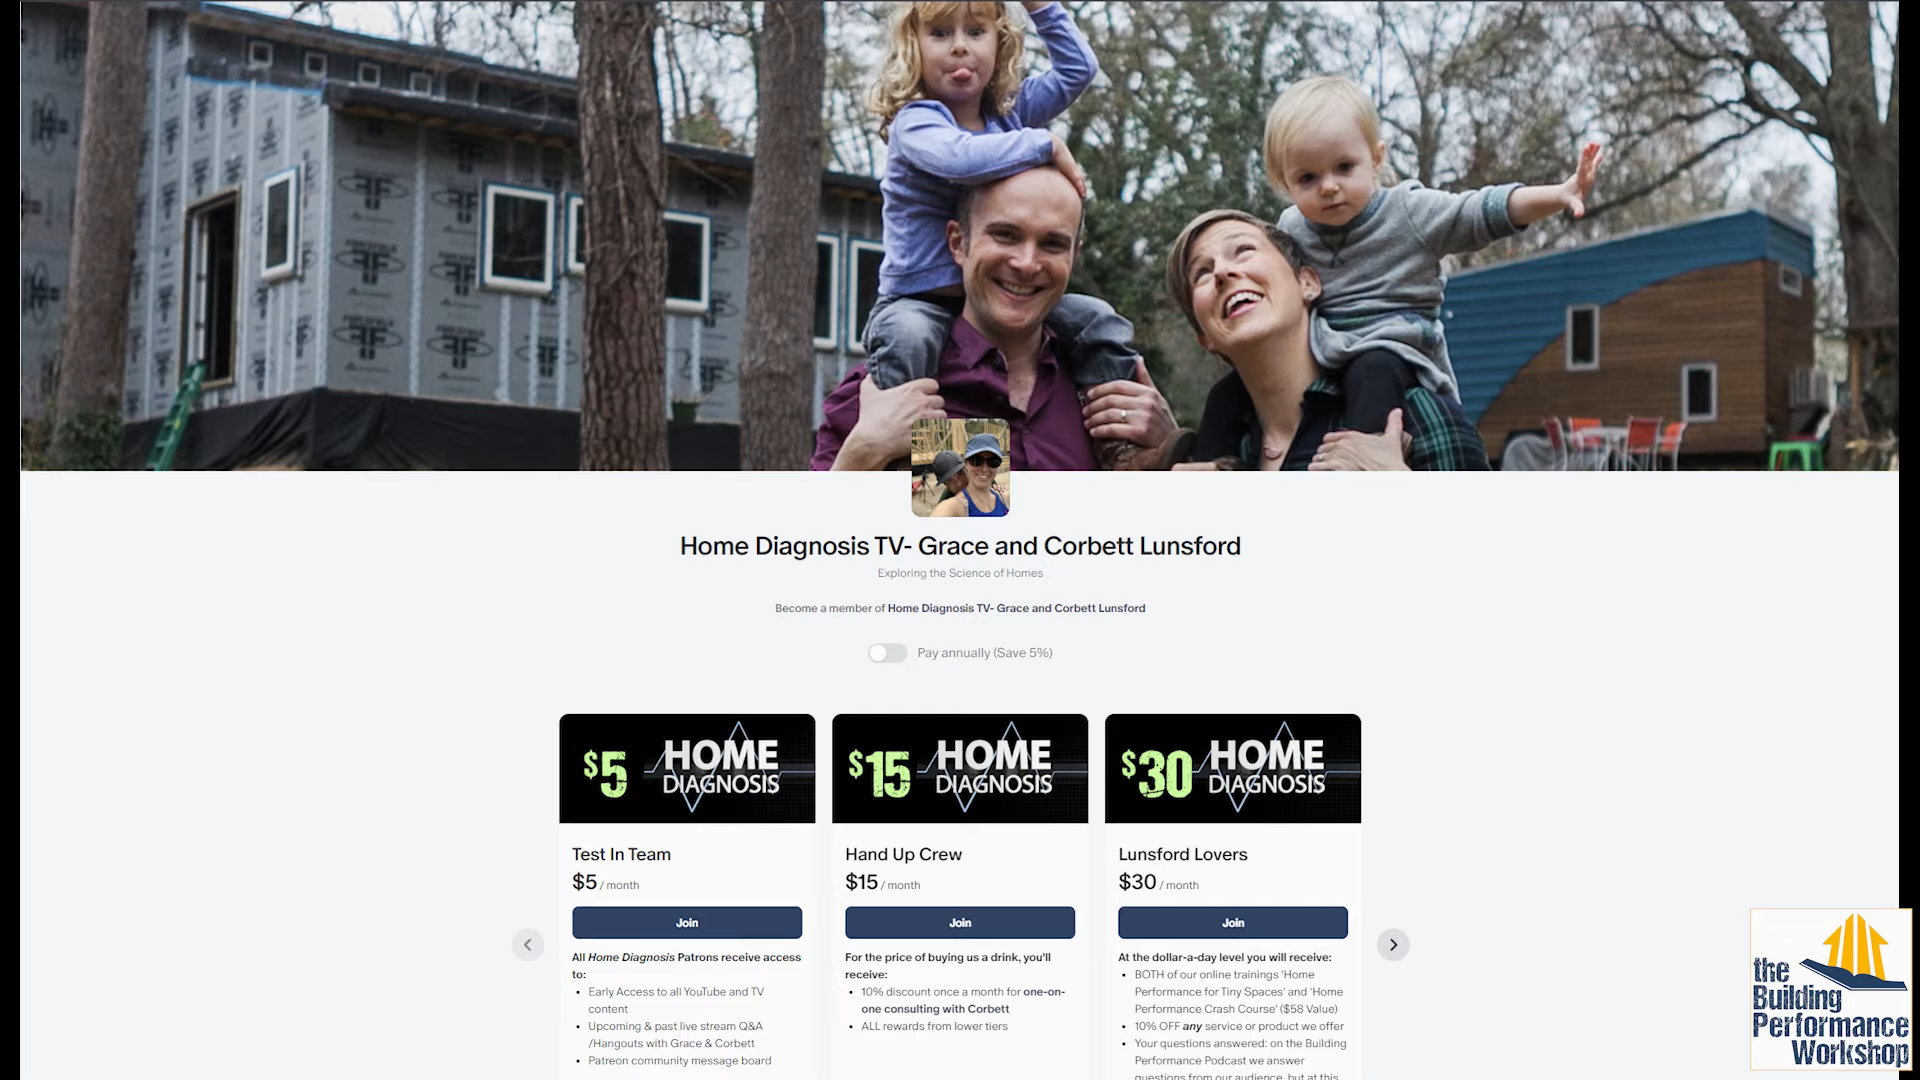 Home Diagnosis TV- Grace and Corbett Lunsford
Exploring the Science of Homes
Become a member of Home Diagnosis TV- Grace and Corbett Lunsford
Pay annually (Save 5%)
$5 HOME
DIAGNOSIS
Test In Team
$5 / month
Join
All Home Diagnosis Patrons receive access
to:
• Early Access to all YouTube and TV
content
• Upcoming & past live stream Q&A
/Hangouts with Grace & Corbett
• Patreon community message board
$15 HOME
DIAGNOSIS
Hand Up Crew
$15 / month
Join
For the price of buying us a drink, you'll
receive:
• 10% discount once a month for one-on-
one consulting with Corbett
• ALL rewards from lower tiers
$30 HOME
DIAGNOSIS
Lunsford Lovers
$30 / month
Join
At the dollar-a-day level you will receive:
• BOTH of our online trainings 'Home
Performance for Tiny Spaces' and 'Home
Performance Crash Course' ($58 Value)
• 10% OFF any service or product we offer
• Your questions answered: on the Building
Performance Podcast we answer
questions from our audience, but at this
the
Building
Performance
Workshop